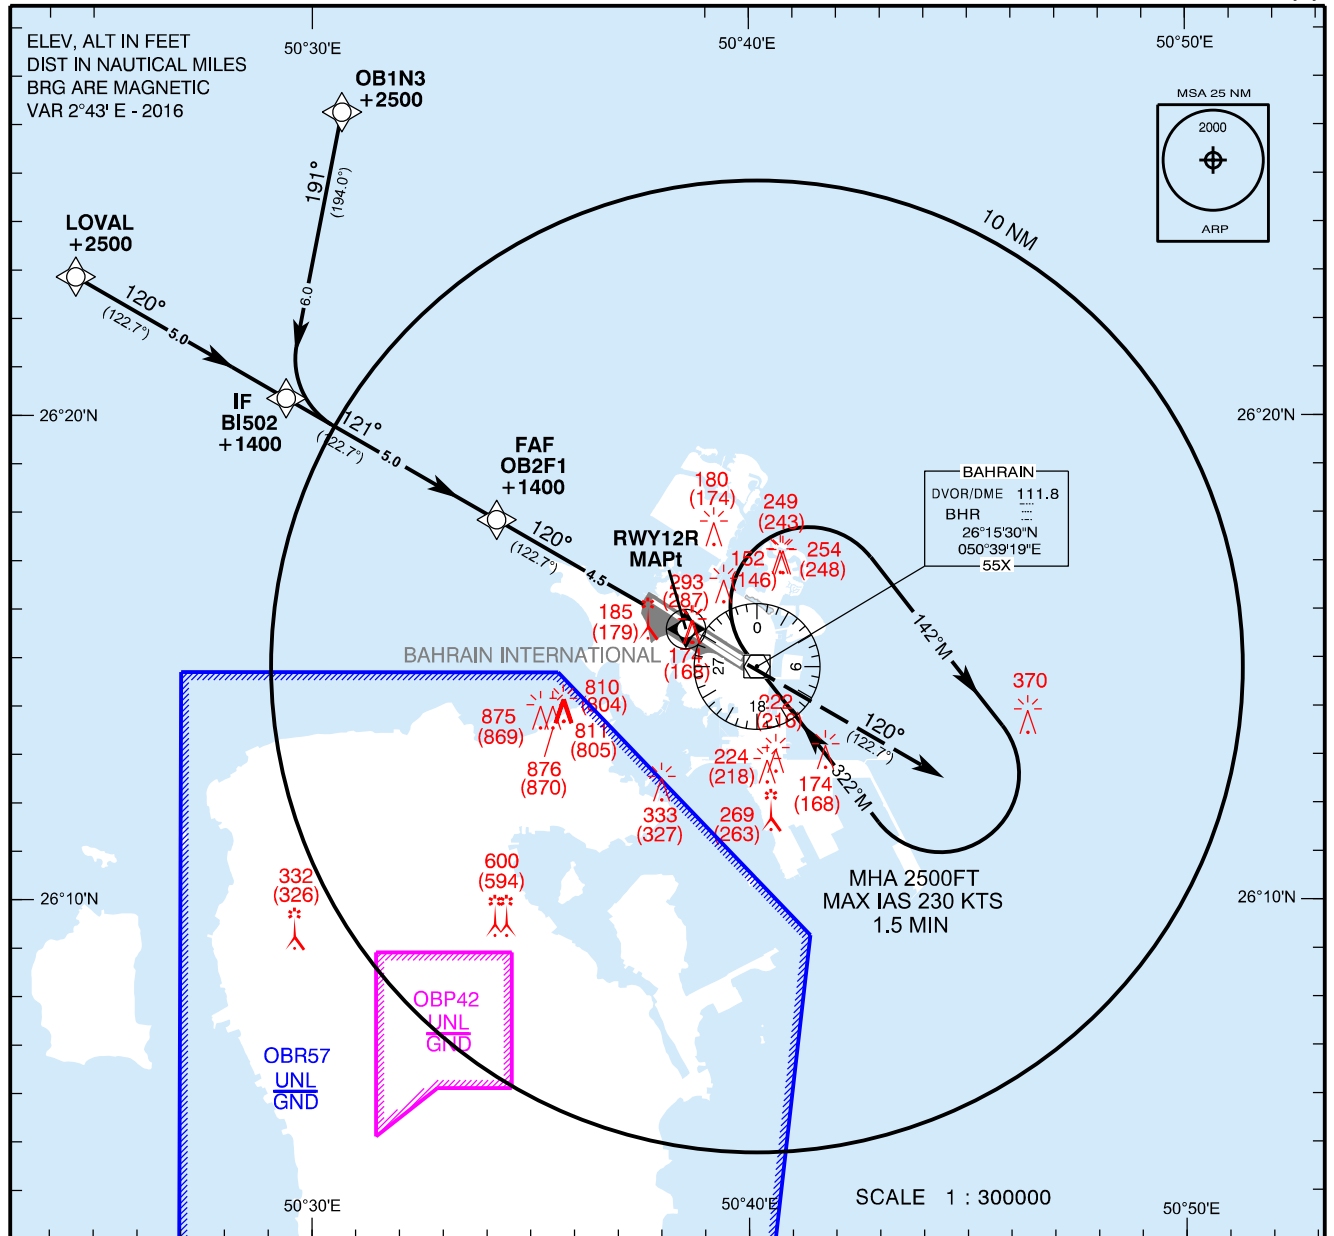 ELEV, ALT IN FEET
DIST IN NAUTICAL MILES
BRG ARE MAGNETIC
VAR 2°43' E - 2016
50°30'E
50°40'E
50°50'E
OB1N3
+2500
MSA 25 NM
2000
ARP
191°
(194.0°)
6.0
LOVAL
+2500
120°
(122.7°)
5.0
10 NM
26°20'N
26°20'N
IF
BI502
+1400
121°
(122.7°)
5.0
FAF
OB2F1
+1400
120°
(122.7°)
4.5
RWY12R
MAPt
180
(174)
249
(243)
254
(248)
152
(146)
293
(287)
185
(179)
174
(168)
BAHRAIN
DVOR/DME 111.8
BHR
26°15'30"N
050°39'19"E
55X
BAHRAIN INTERNATIONAL
0
6
18
27
142°M
322°M
120°
(122.7°)
370
222
(216)
224
(218)
174
(168)
269
(263)
810
(804)
811
(805)
875
(869)
876
(870)
333
(327)
600
(594)
332
(326)
MHA 2500FT
MAX IAS 230 KTS
1.5 MIN
26°10'N
26°10'N
OBP42
UNL
GND
OBR57
UNL
GND
SCALE 1 : 300000
50°30'E
50°40'E
50°50'E